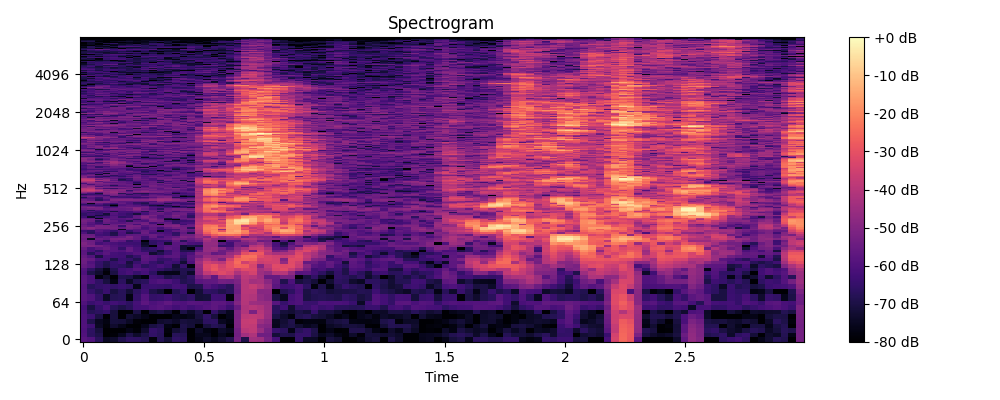 Spectrogram
4096
2048
1024
512
256
128
64
0
Hz
0
0.5
1
1.5
2
2.5
Time
+0 dB
-10 dB
-20 dB
-30 dB
-40 dB
-50 dB
-60 dB
-70 dB
-80 dB